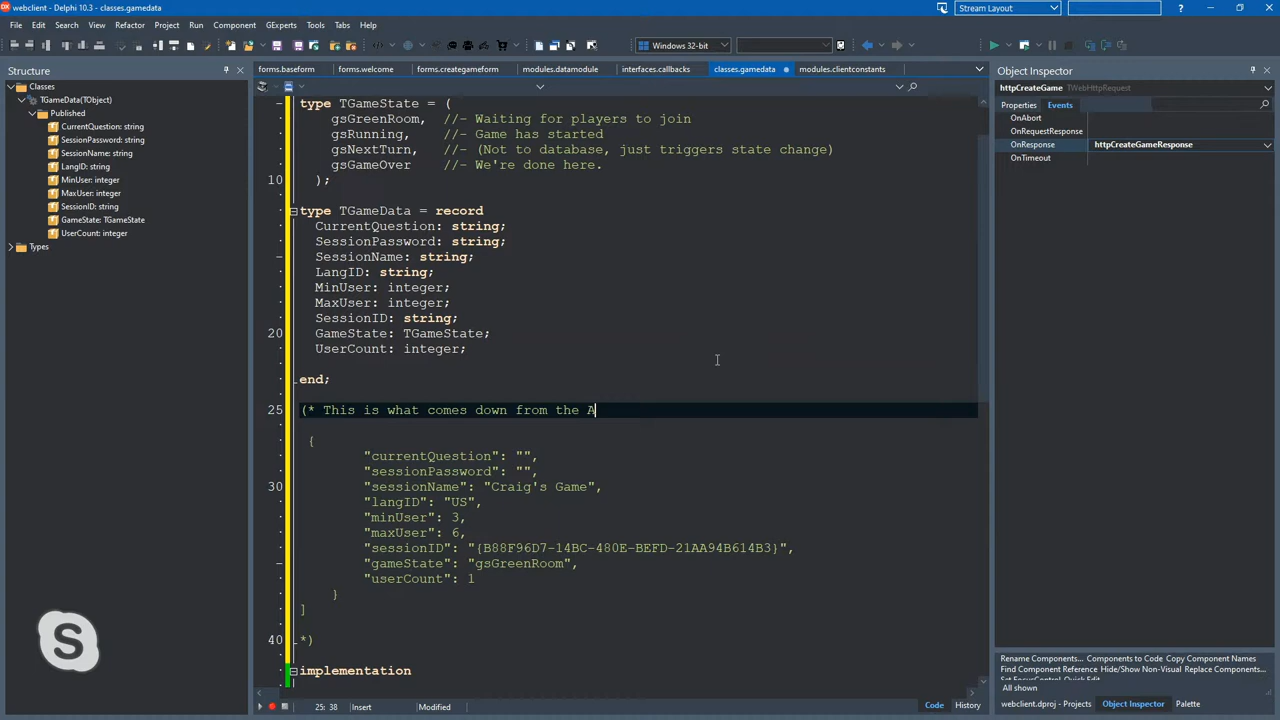 webclient - Delphi 10.3 - classes.gamedata
Stream Layout
File Edit Search View Refactor Project Run Component GExperts Tools Tabs Help
Windows 32-bit
Structure
Classes
TGameData(TObject)
Published
CurrentQuestion: string;
SessionPassword: string;
SessionName: string;
LangID: string;
MinUser: integer;
MaxUser: integer;
SessionID: string;
GameState: TGameState
UserCount: integer;
Types
forms.baseform forms.welcome forms.creategameform modules.datamodule interfaces.callbacks classes.gamedata modules.clientconstants
type TGameState = (
gsGreenRoom, //- Waiting for players to join
gsRunning, //- Game has started
gsNextTurn, //- (Not to database, just triggers state change)
gsGameOver //- We're done here.
10 );
type TGameData = record
CurrentQuestion: string;
SessionPassword: string;
SessionName: string;
LangID: string;
MinUser: integer;
MaxUser: integer;
SessionID: string;
20 GameState: TGameState;
UserCount: integer;
end;
25 (* This is what comes down from the A
{
"currentQuestion": "",
"sessionPassword": "",
30 "sessionName": "Craig's Game",
"langID": "US",
"minUser": 3,
"maxUser": 6,
"sessionID": "{B88F96D7-14BC-480E-BEFD-21AA94B614B3}",
"gameState": "gsGreenRoom",
"userCount": 1
}
]
40 *)
implementation
25: 38 Insert Modified Code History
Object Inspector
httpCreateGame TWebHttpRequest
Properties Events
OnAbort
OnRequestResponse
OnResponse httpCreateGameResponse
OnTimeout
Rename Components... Components to Code Copy Component Names
Find Component Reference Hide/Show Non-Visual Replace Components...
All shown
webclient.dproj - Projects Object Inspector Palette